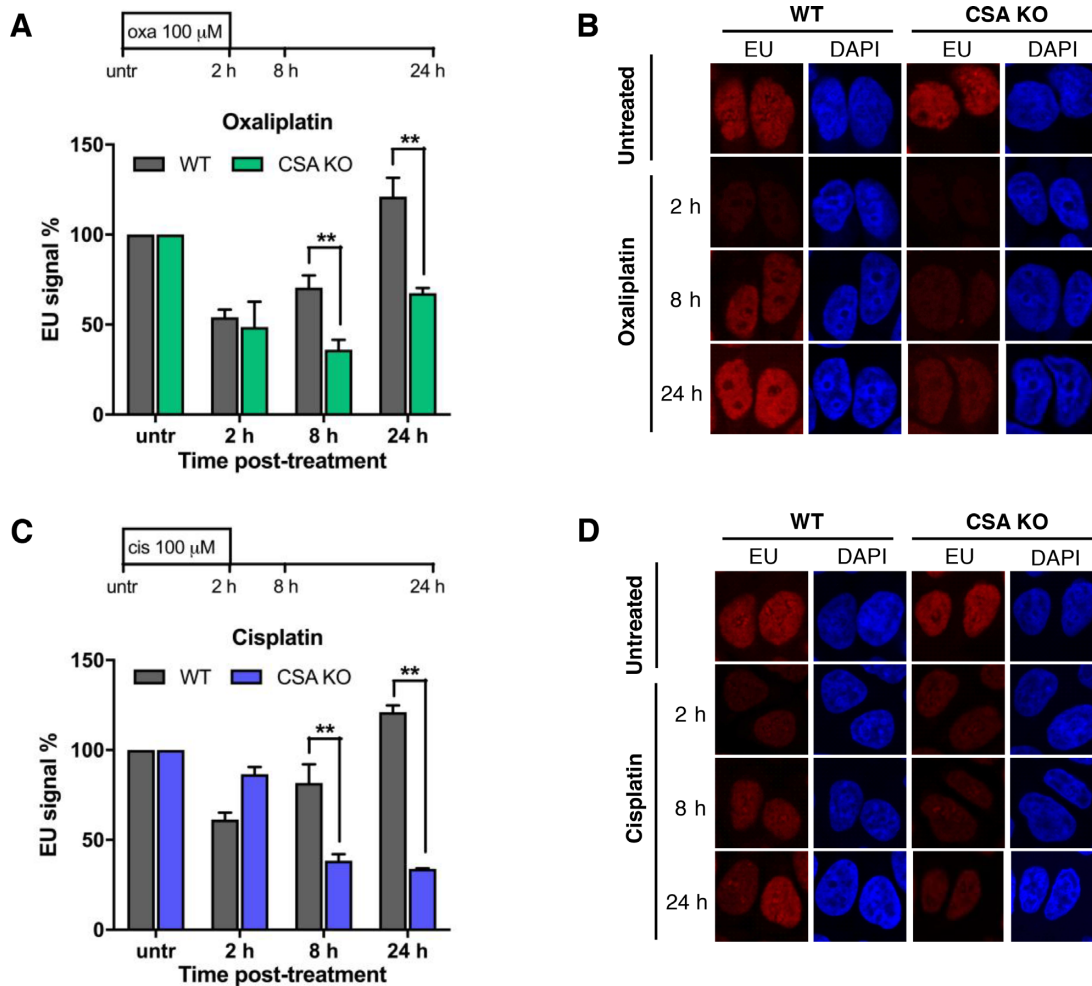 A
oxa 100 μM
untr 2 h 8 h 24 h
Oxaliplatin
WT CSA KO
EU signal %
150
100
50
0
**
**
untr 2 h 8 h 24 h
Time post-treatment
B
WT CSA KO
EU DAPI EU DAPI
Untreated
Oxaliplatin
2 h
8 h
24 h
C
cis 100 μM
untr 2 h 8 h 24 h
Cisplatin
WT CSA KO
EU signal %
150
100
50
0
**
**
untr 2 h 8 h 24 h
Time post-treatment
D
WT CSA KO
EU DAPI EU DAPI
Untreated
Cisplatin
2 h
8 h
24 h